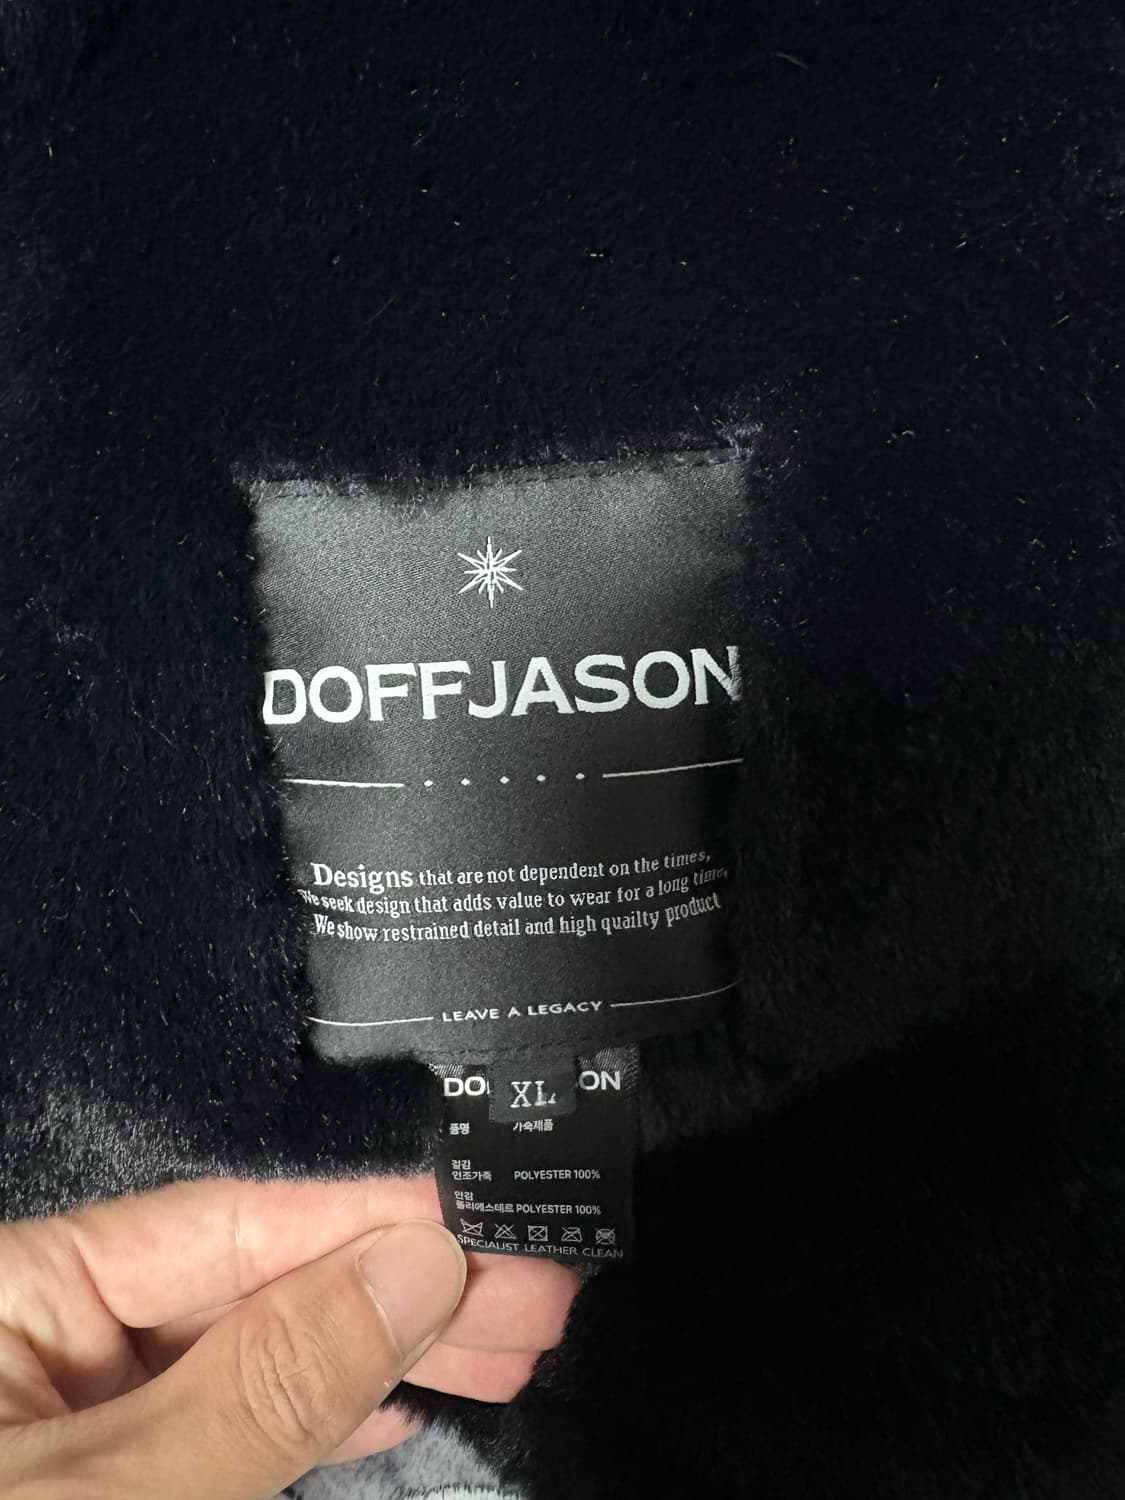 DOFFJASON
Designs that are not dependent on the times,
We seek design that adds value to wear for a long time,
We show restrained detail and high quailty product
LEAVE A LEGACY
XL
품명 가죽제품
겉감
인조가죽 POLYESTER 100%
안감
폴리에스테르 POLYESTER 100%
SPECIALIST LEATHER CLEAN